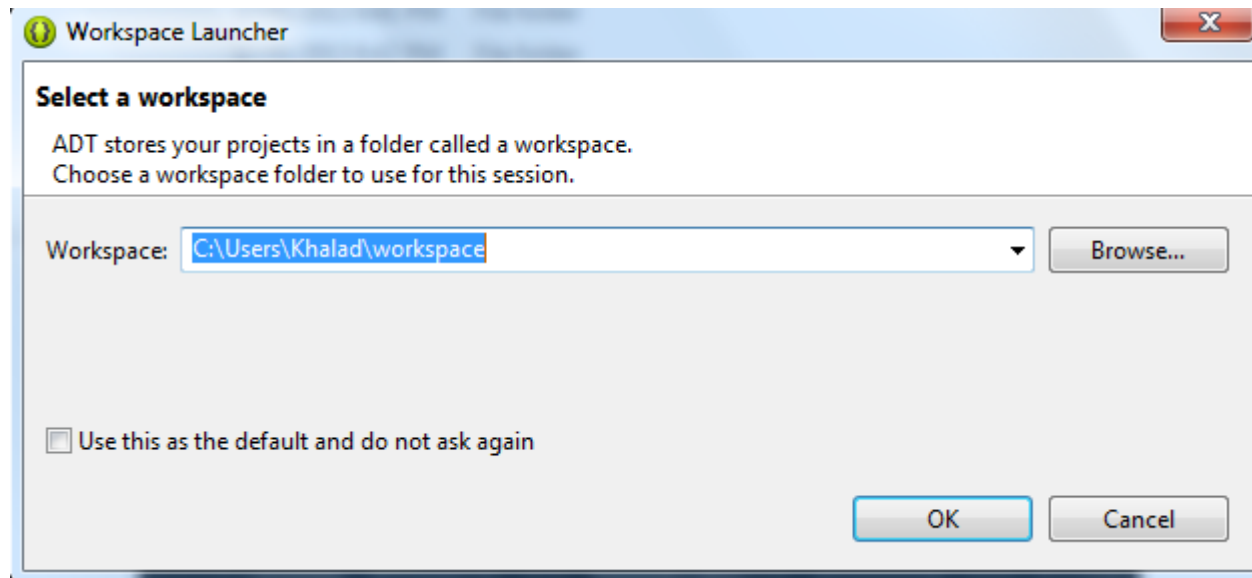 Workspace Launcher
Select a workspace
ADT stores your projects in a folder called a workspace.
Choose a workspace folder to use for this session.
Workspace: C:\Users\Khalad\workspace Browse...
Use this as the default and do not ask again
OK Cancel